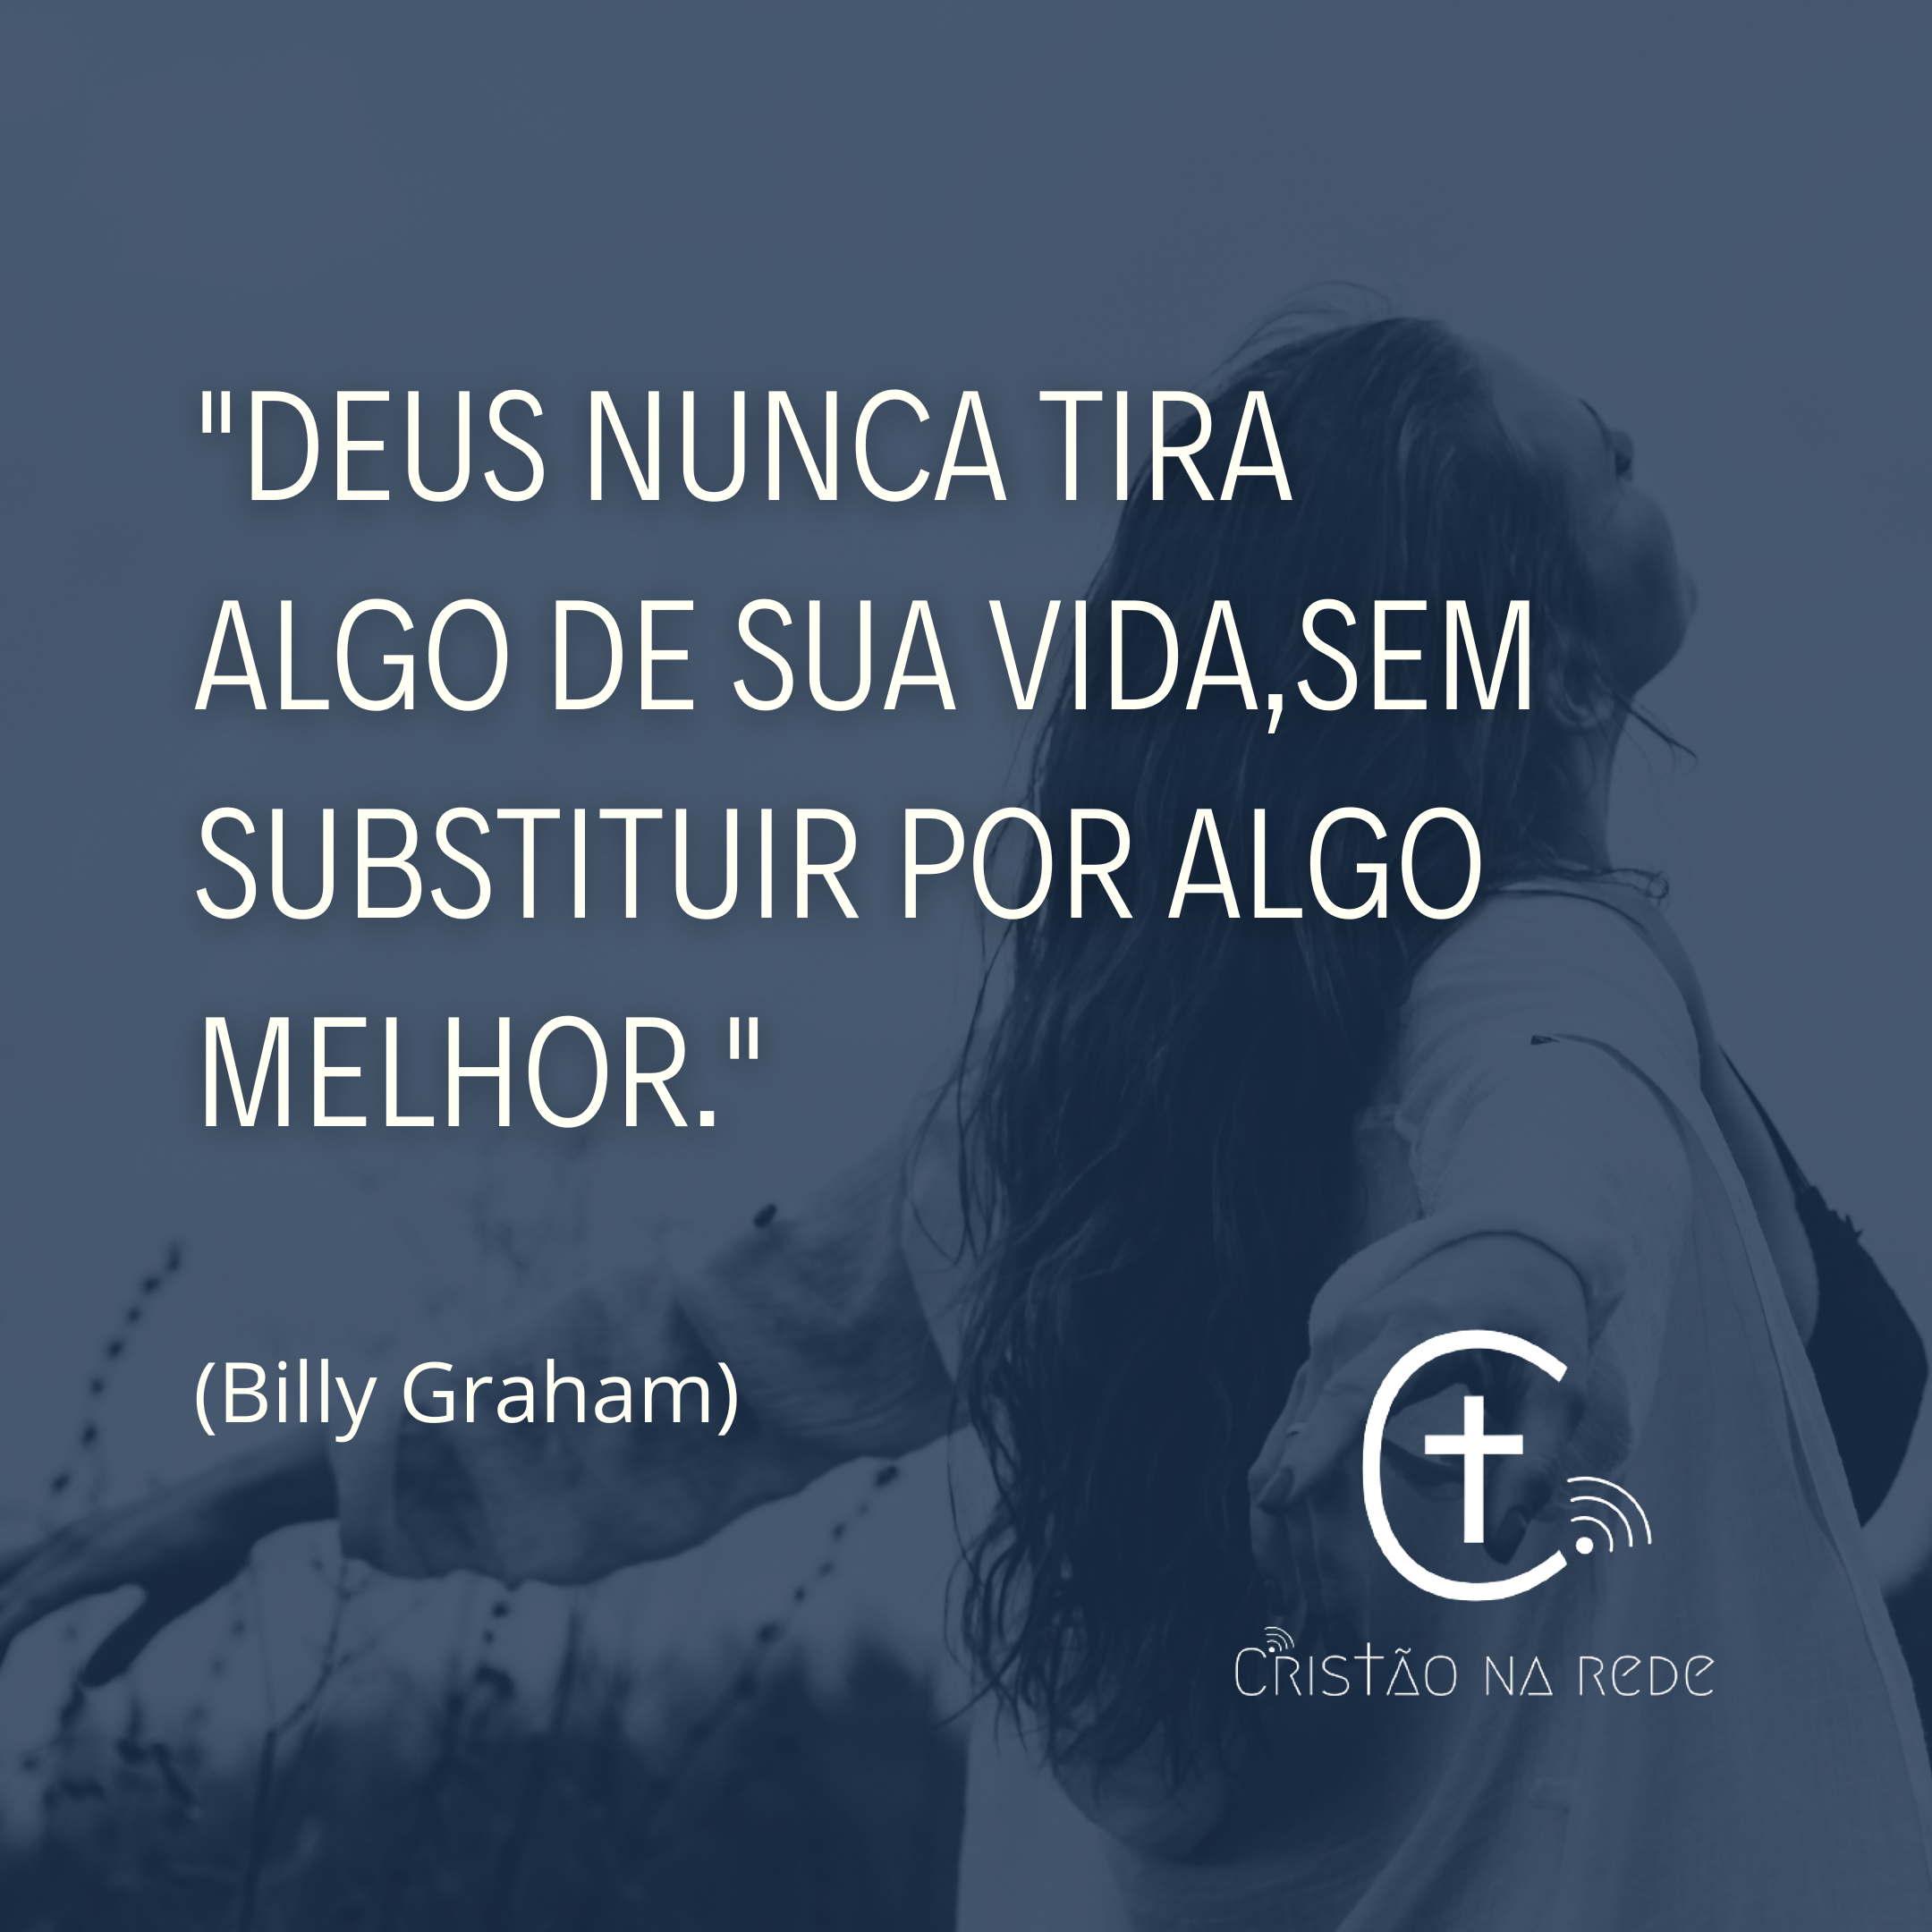 "DEUS NUNCA TIRA
ALGO DE SUA VIDA,SEM
SUBSTITUIR POR ALGO
MELHOR."
(Billy Graham)
CRISTÃO NA REDE